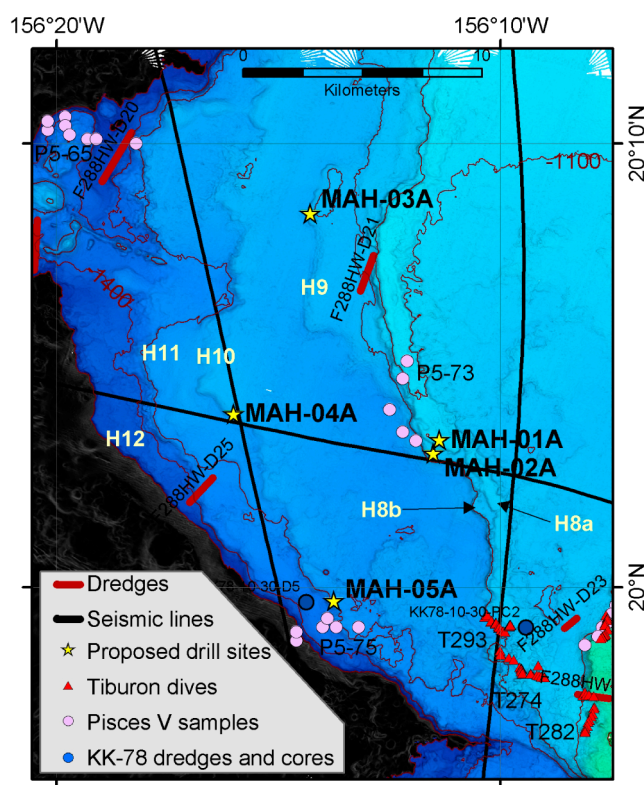 156°20'W
156°10'W
0
10
Kilometers
20°10'N
P5-65
F288HW-D20
-1100
MAH-03A
F288HW-D21
H9
-1400
H11
H10
P5-73
MAH-04A
H12
MAH-01A
MAH-02A
F288HW-D25
H8b
H8a
20°N
MAH-05A
KK78-10-30-PC2
F288HW-D23
T293
P5-75
F288HW-
T274
T282
Dredges
Seismic lines
Proposed drill sites
Tiburon dives
Pisces V samples
KK-78 dredges and cores